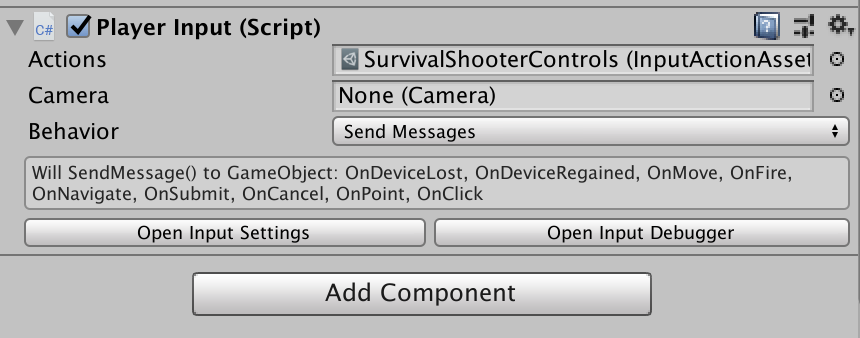 C# Player Input (Script)
Actions SurvivalShooterControls (InputActionAsset
Camera None (Camera)
Behavior Send Messages
Will SendMessage() to GameObject: OnDeviceLost, OnDeviceRegained, OnMove, OnFire,
OnNavigate, OnSubmit, OnCancel, OnPoint, OnClick
Open Input Settings Open Input Debugger
Add Component